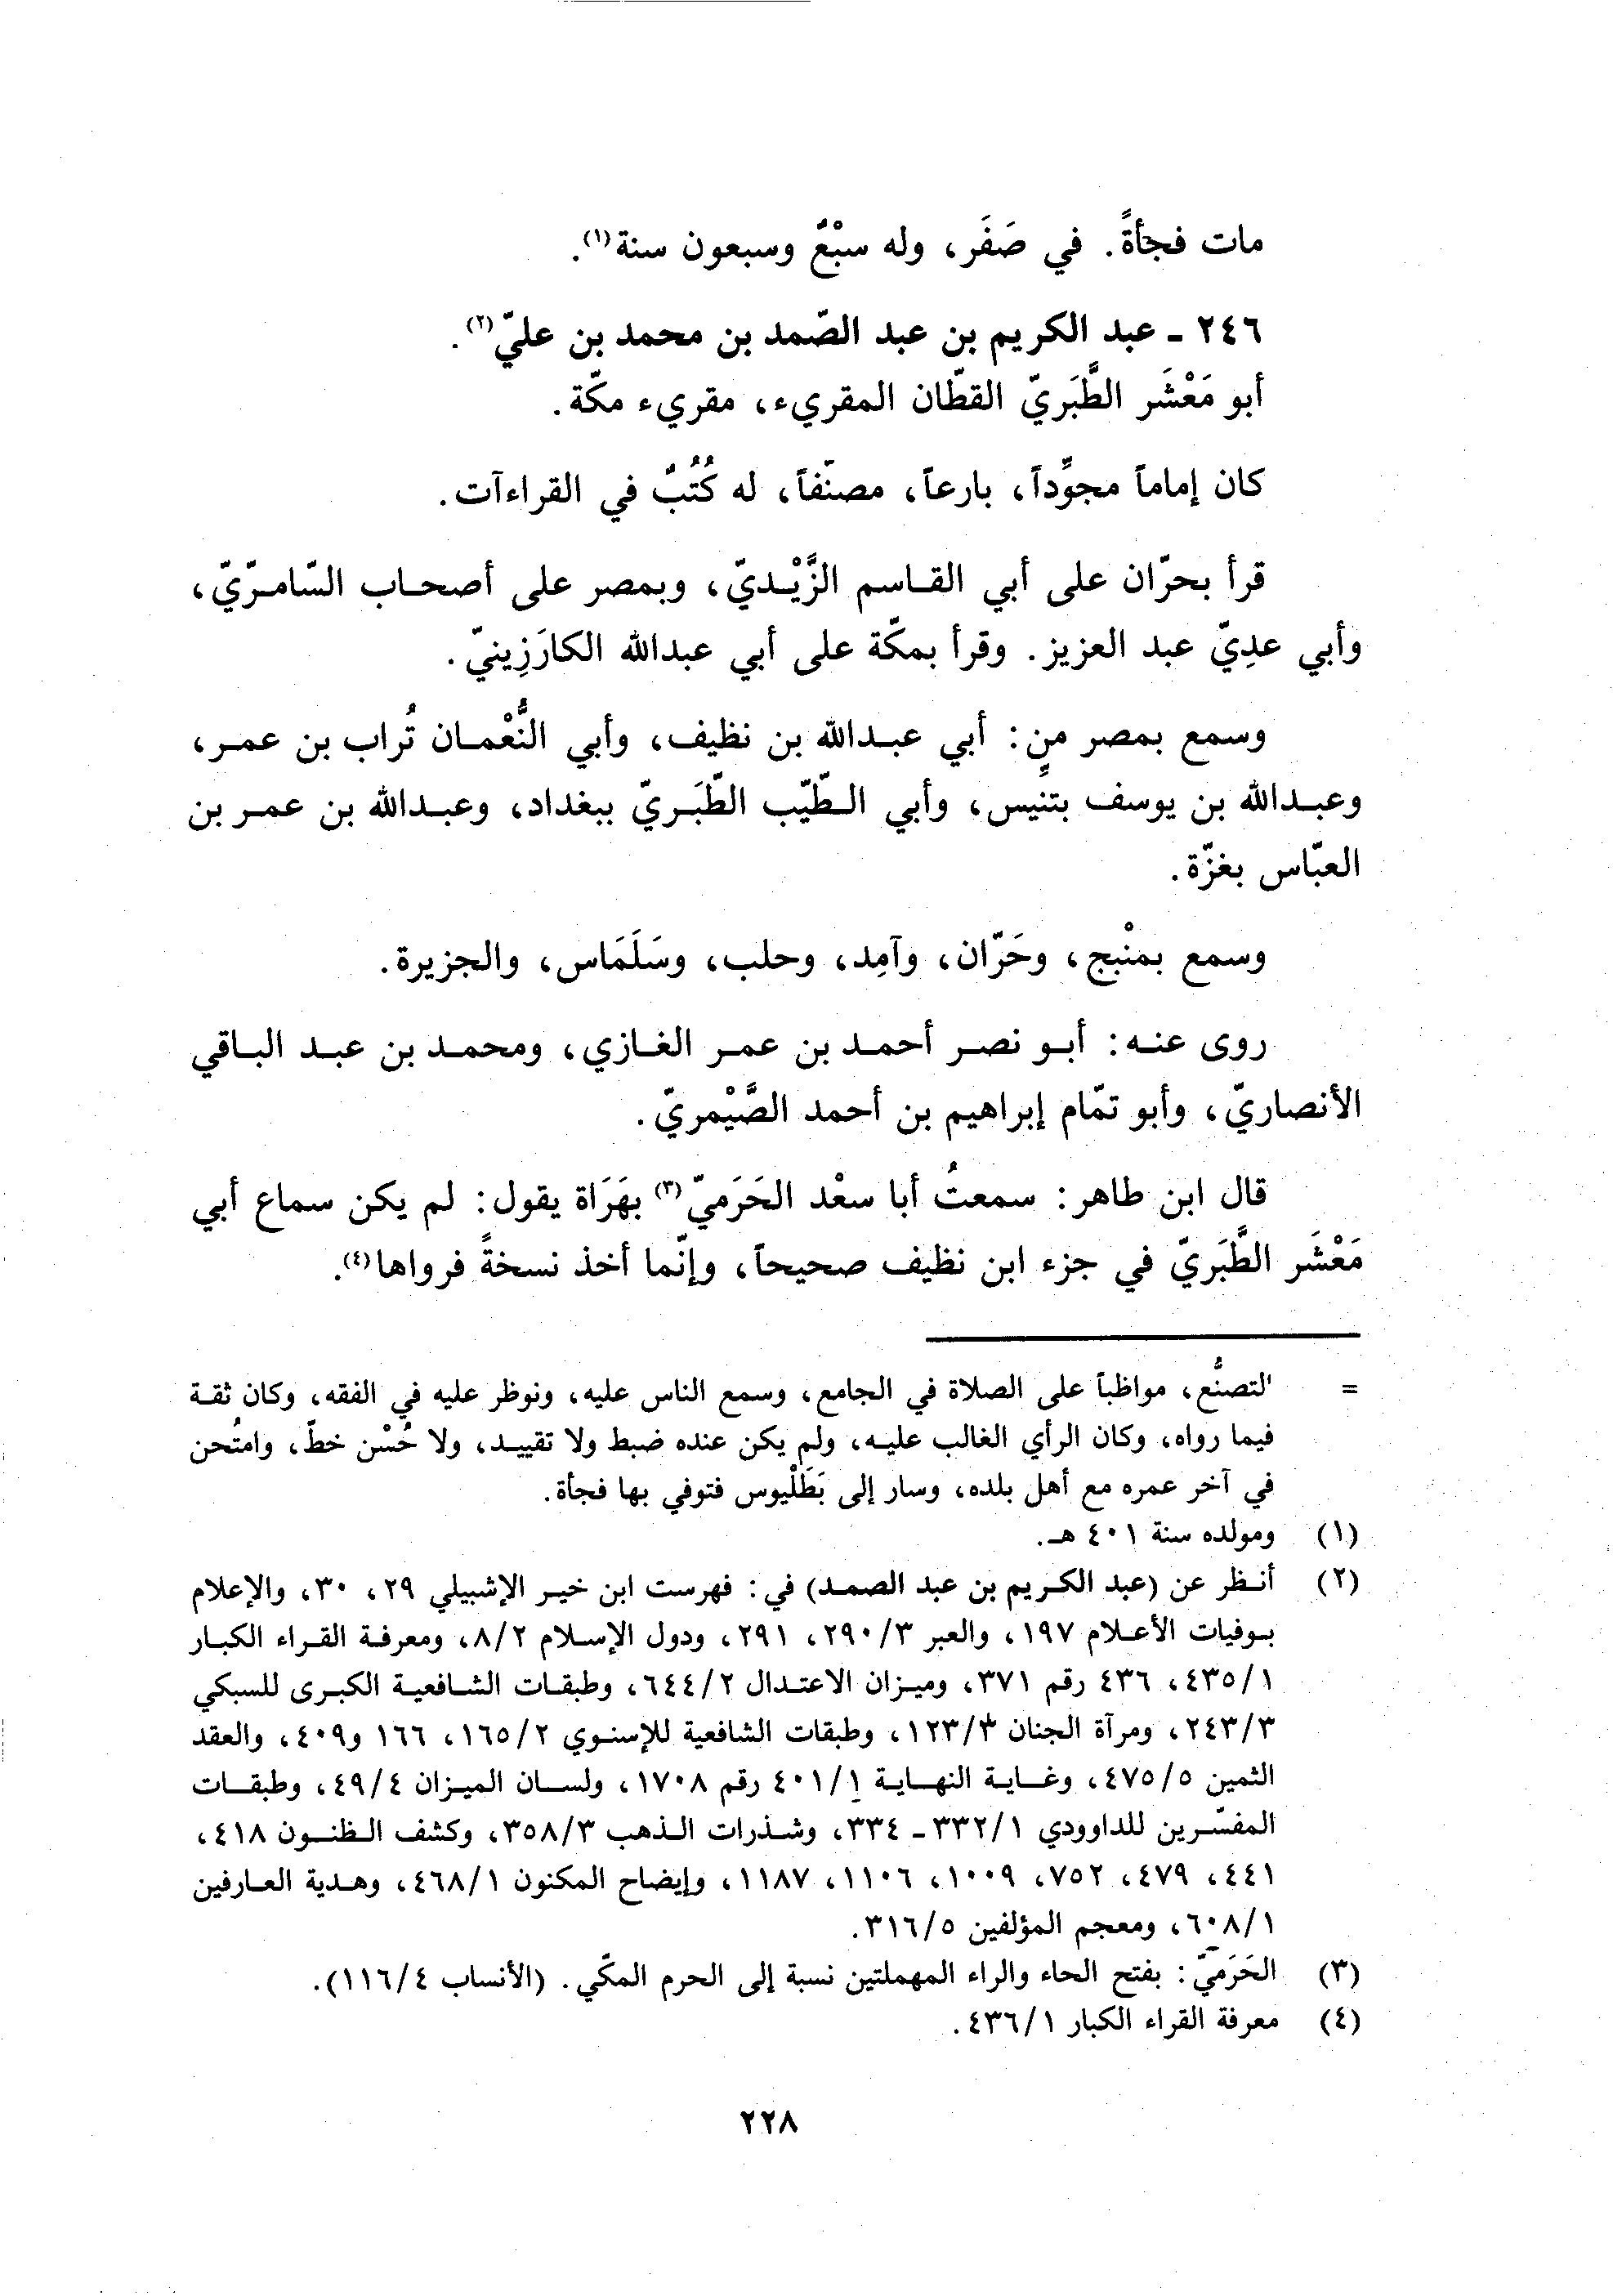 مات فجأةً. في صَفَر، وله سبْعٌ وسبعون سنة(١).
٢٤٦ ـ عبد الكريم بن عبد الصّمد بن محمد بن عليّ(٢).
أبو مَعْشَر الطَّبَريّ القطّان المقريء، مقريء مكّة.
كان إماماً مجوِّداً، بارعاً، مصنّفاً، له كُتُبٌ في القراءآت.
قرأ بحرّان على أبي القاسم الزَّيْديّ، وبمصر على أصحاب السّامرّيّ،
وأبي عدِيّ عبد العزيز. وقرأ بمكّة على أبي عبدالله الكارَزِينيّ.
وسمع بمصر من: أبي عبدالله بن نظيف، وأبي النُّعْمان تُراب بن عمر،
وعبدالله بن يوسف بتنِّيس، وأبي الطّيّب الطَّبَريّ ببغداد، وعبدالله بن عمر بن
العبّاس بغزّة.
وسمع بمنْبج، وحَرّان، وآمِد، وحلب، وسَلَمَاس، والجزيرة.
روى عنه: أبو نصر أحمد بن عمر الغازي، ومحمد بن عبد الباقي
الأنصاريّ، وأبو تمّام إبراهيم بن أحمد الصَّيْمريّ.
قال ابن طاهر: سمعتُ أبا سعْد الحَرَميّ(٣) بهَرَاة يقول: لم يكن سماع أبي
مَعْشَر الطَّبَريّ في جزء ابن نظيف صحيحاً، وإنّما أخذ نسخةً فرواها(٤).
= التصنُّع، مواظباً على الصلاة في الجامع، وسمع الناس عليه، ونوظر عليه في الفقه، وكان ثقة
فيما رواه، وكان الرأي الغالب عليه، ولم يكن عنده ضبط ولا تقييد، ولا حُسْن خطّ، وامتُحن
في آخر عمره مع أهل بلده، وسار إلى بَطَلْيوس فتوفي بها فجأة.
(١) ومولده سنة ٤٠١ هـ.
(٢) أنظر عن (عبد الكريم بن عبد الصمد) في: فهرست ابن خير الإشبيلي ٢٩، ٣٠، والإعلام
بوفيات الأعلام ١٩٧، والعبر ٢٩٠/٣، ٢٩١، ودول الإسلام ٨/٢، ومعرفة القراء الكبار
٤٣٥/١، ٤٣٦ رقم ٣٧١، وميزان الاعتدال ٦٤٤/٢، وطبقات الشافعية الكبرى للسبكي
٢٤٣/٣، ومرآة الجنان ١٢٣/٣، وطبقات الشافعية للإسنوي ١٦٥/٢، ١٦٦ و٤٠٩، والعقد
الثمين ٤٧٥/٥، وغاية النهاية ٤٠١/١ رقم ١٧٠٨، ولسان الميزان ٤٩/٤، وطبقات
المفسّرين للداوودي ٣٣٢/١ ـ ٣٣٤، وشذرات الذهب ٣٥٨/٣، وكشف الظنون ٤١٨،
٤٤١، ٤٧٩، ٧٥٢، ١٠٠٩، ١١٠٦، ١١٨٧، وإيضاح المكنون ٤٦٨/١، وهدية العارفين
٦٠٨/١، ومعجم المؤلفين ٣١٦/٥.
(٣) الحَرَميّ: بفتح الحاء والراء المهملتين نسبة إلى الحرم المكّي. (الأنساب ١١٦/٤).
(٤) معرفة القراء الكبار ٤٣٦/١.
٢٢٨